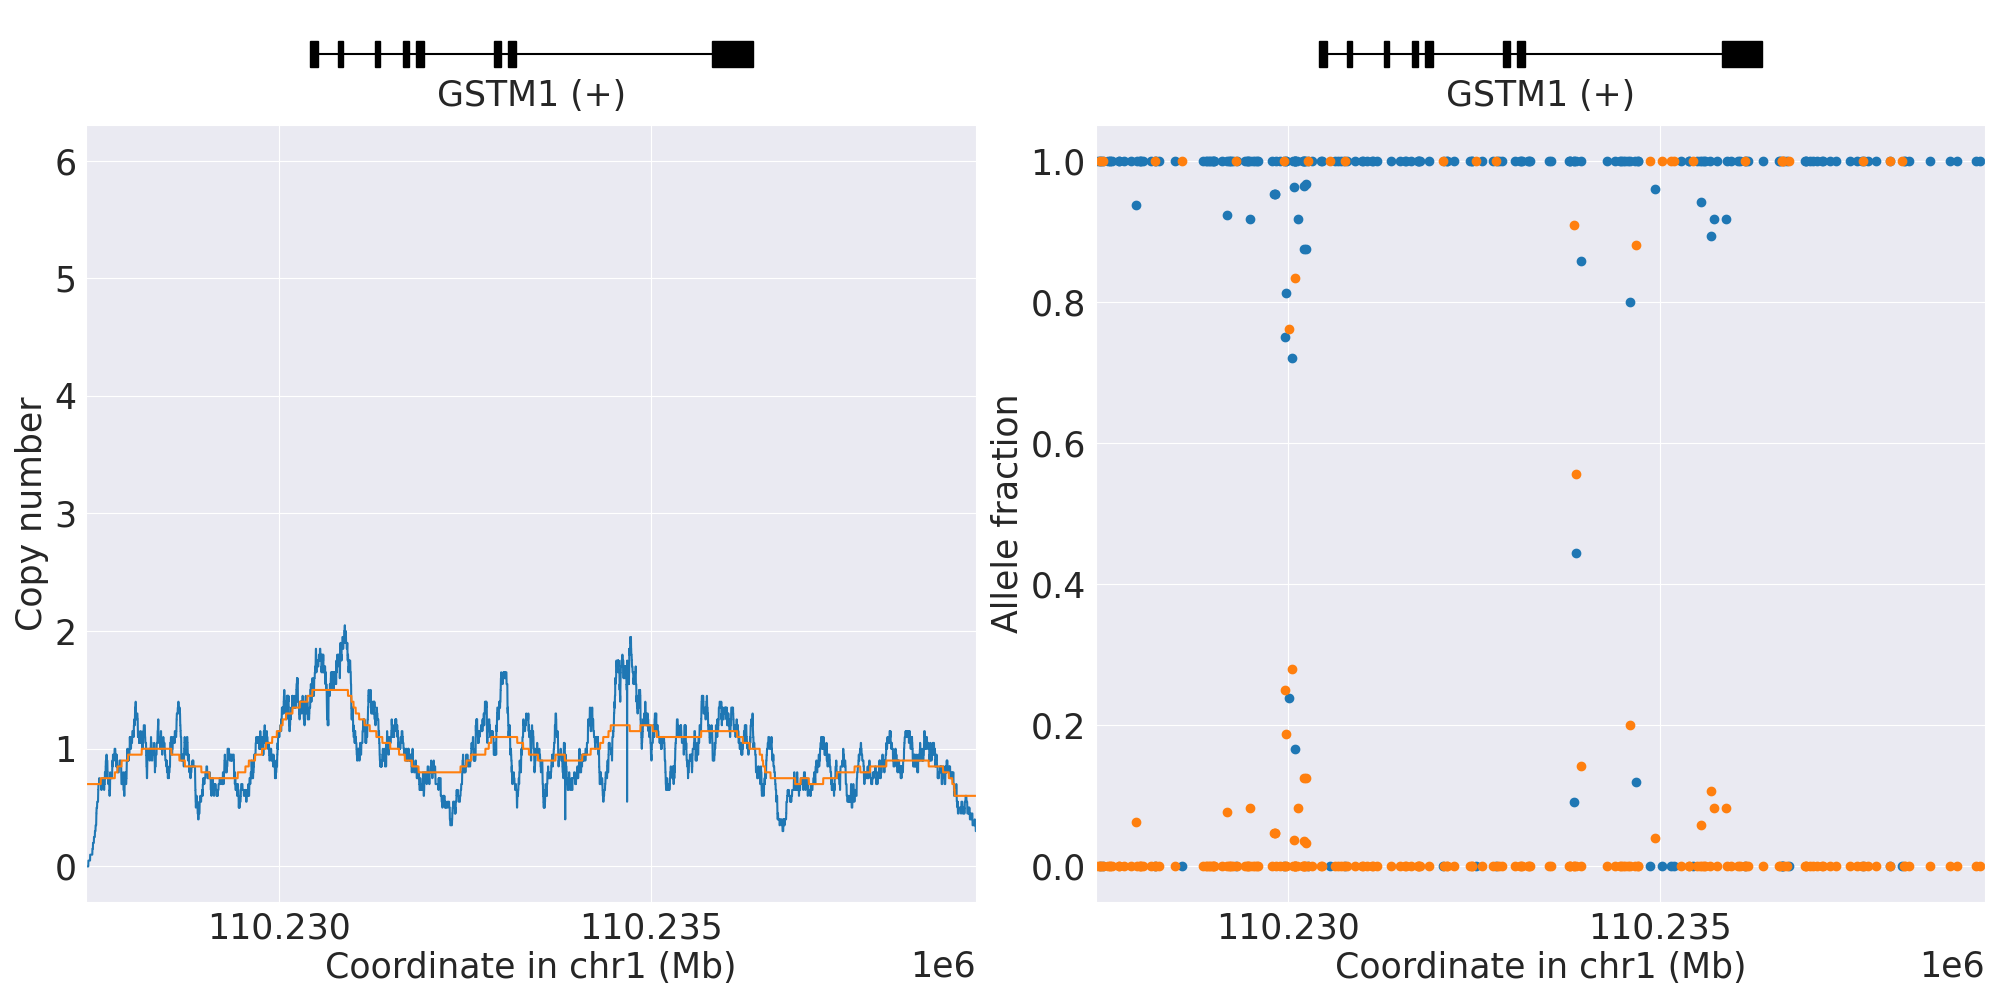 GSTM1 (+)
6
5
4
3
2
1
0
Copy number
110.230
110.235
Coordinate in chr1 (Mb)
1e6
GSTM1 (+)
1.0
0.8
0.6
0.4
0.2
0.0
Allele fraction
110.230
110.235
Coordinate in chr1 (Mb)
1e6